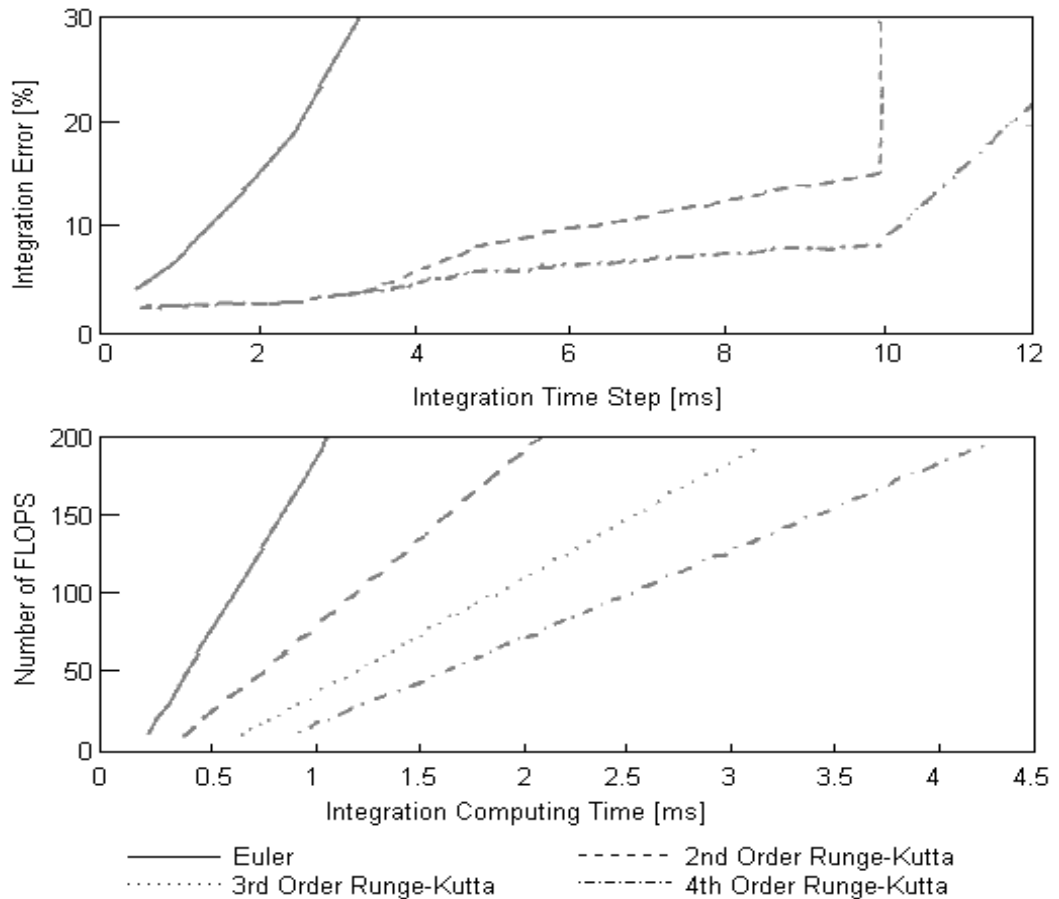 30
20
10
0
Integration Error [%]
0 2 4 6 8 10 12
Integration Time Step [ms]
200
150
100
50
0
Number of FLOPS
0 0.5 1 1.5 2 2.5 3 3.5 4 4.5
Integration Computing Time [ms]
Euler 2nd Order Runge-Kutta
3rd Order Runge-Kutta 4th Order Runge-Kutta